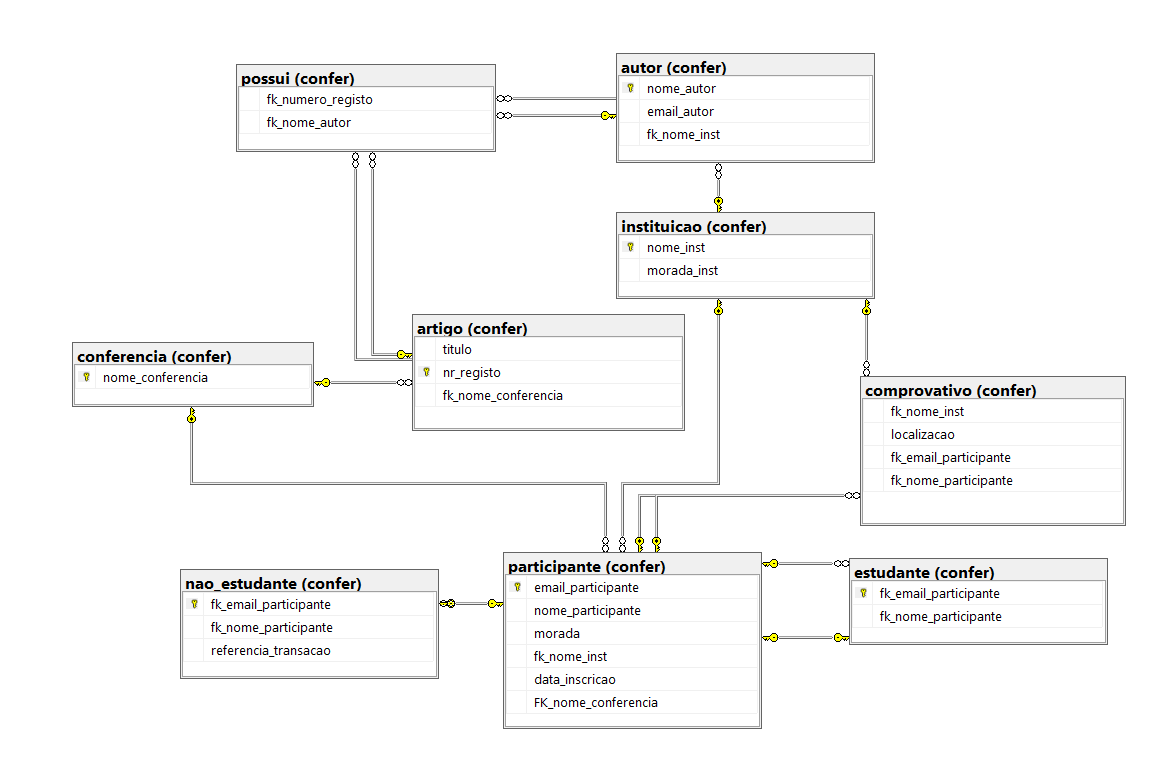 possui (confer)
fk_numero_registo
fk_nome_autor
autor (confer)
nome_autor
email_autor
fk_nome_inst
instituicao (confer)
nome_inst
morada_inst
artigo (confer)
titulo
nr_registo
fk_nome_conferencia
conferencia (confer)
nome_conferencia
comprovativo (confer)
fk_nome_inst
localizacao
fk_email_participante
fk_nome_participante
participante (confer)
email_participante
nome_participante
morada
fk_nome_inst
data_inscricao
FK_nome_conferencia
nao_estudante (confer)
fk_email_participante
fk_nome_participante
referencia_transacao
estudante (confer)
fk_email_participante
fk_nome_participante